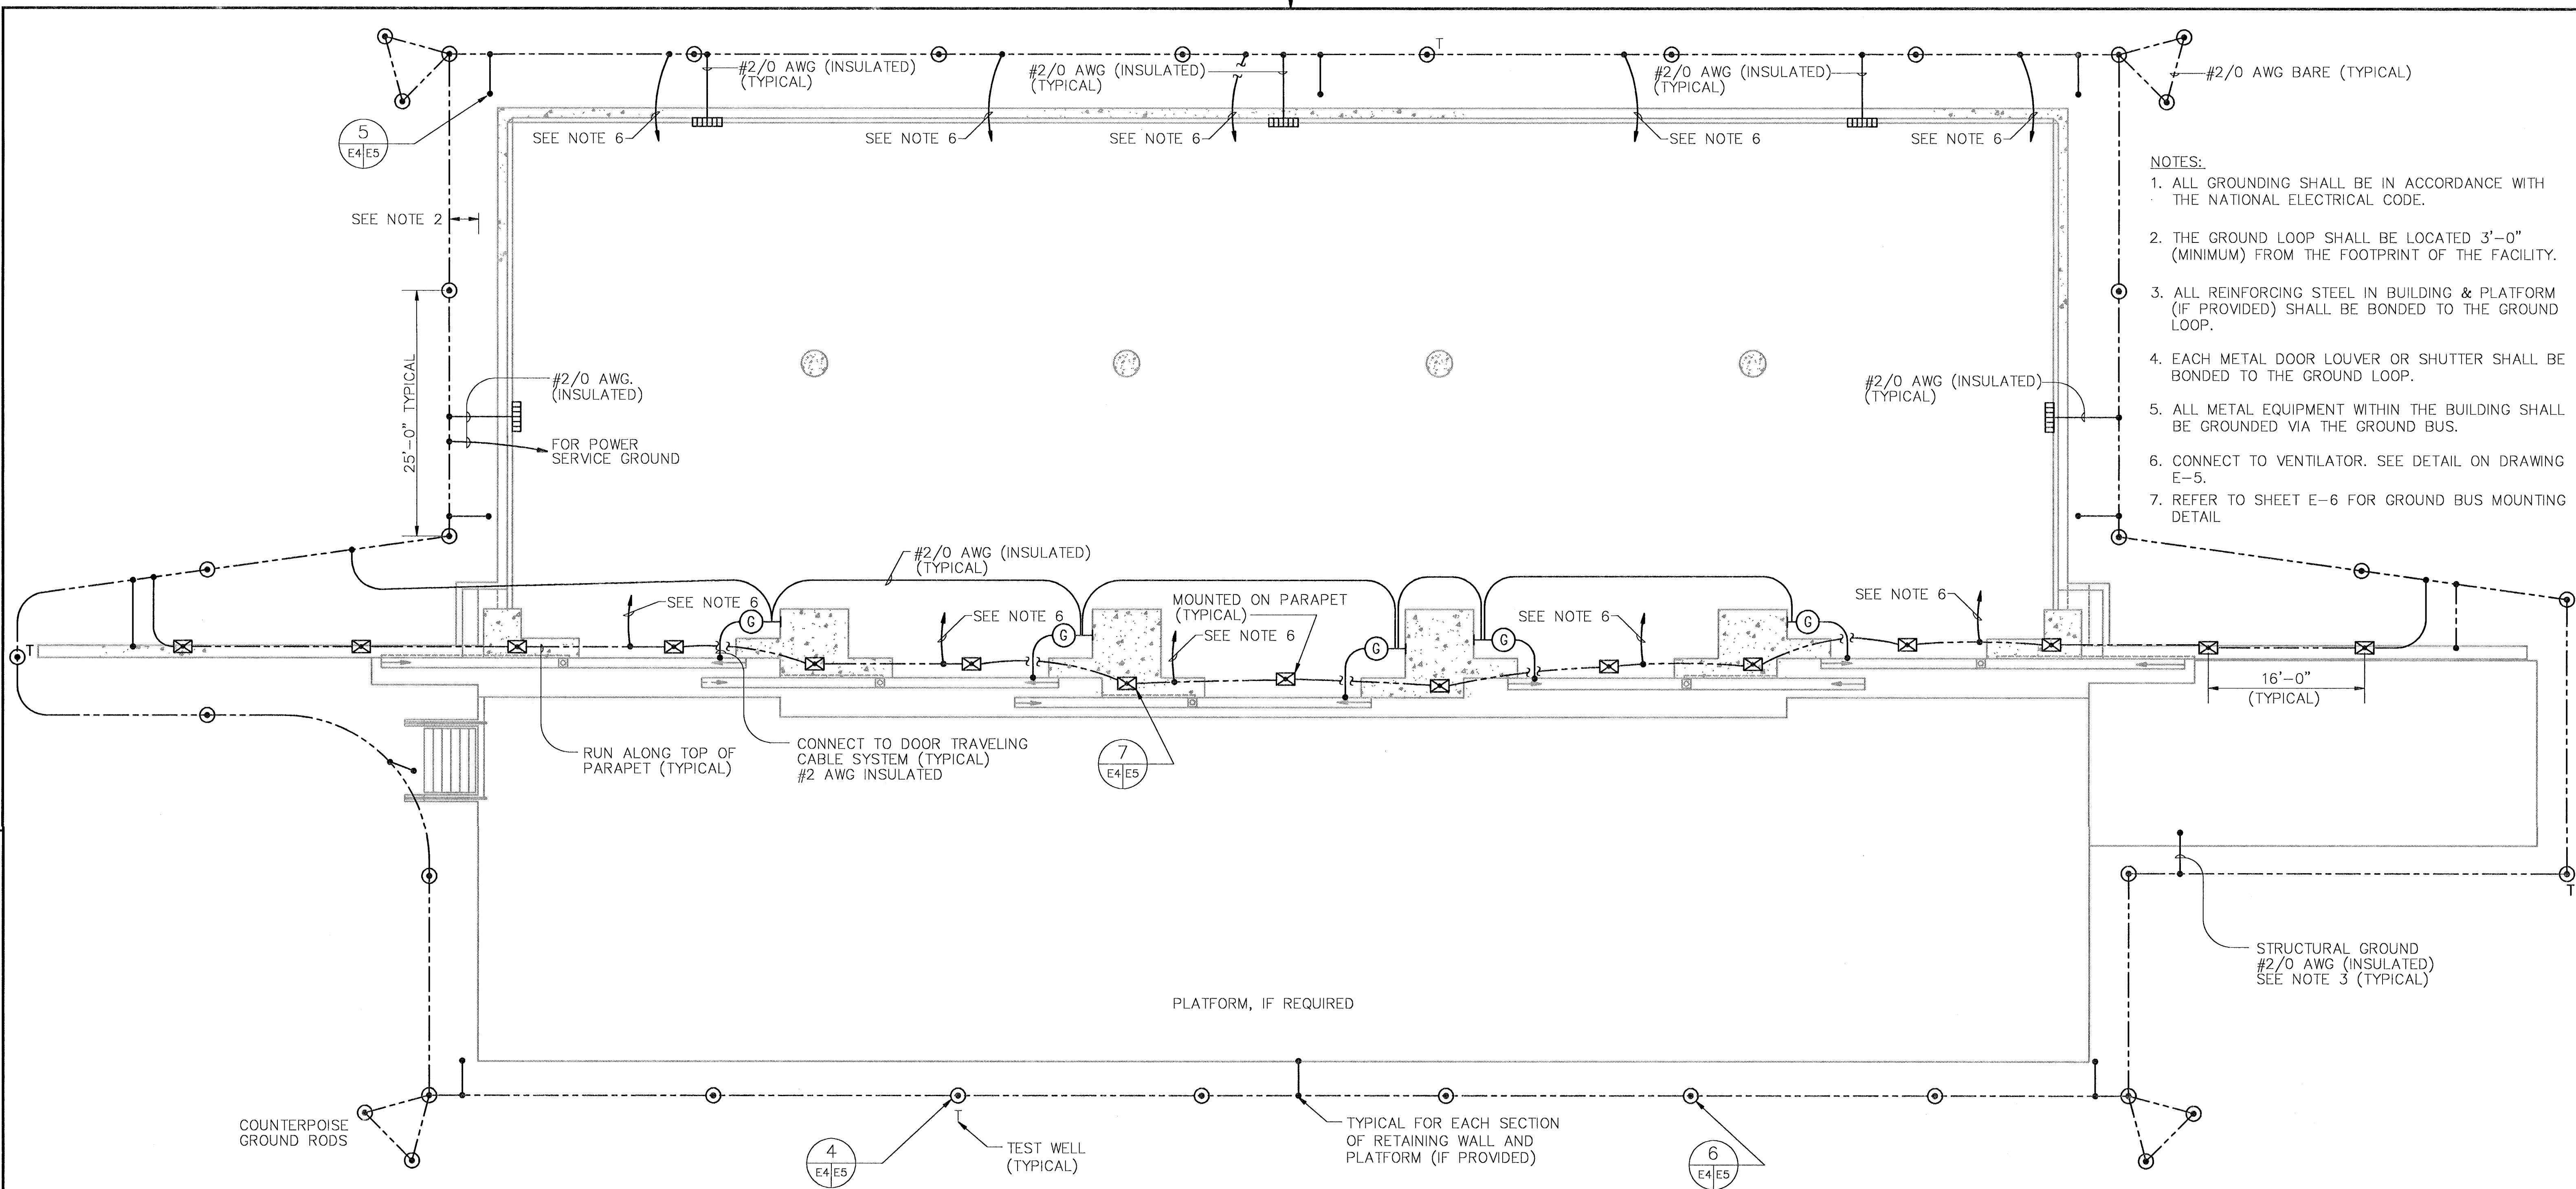 T
#2/0 AWG (INSULATED)
(TYPICAL)
#2/0 AWG (INSULATED)
(TYPICAL)
#2/0 AWG (INSULATED)
(TYPICAL)
#2/0 AWG BARE (TYPICAL)
5
E4 E5
SEE NOTE 6
SEE NOTE 6
SEE NOTE 6
SEE NOTE 6
SEE NOTE 6
NOTES:
1. ALL GROUNDING SHALL BE IN ACCORDANCE WITH
THE NATIONAL ELECTRICAL CODE.
2. THE GROUND LOOP SHALL BE LOCATED 3'-0"
(MINIMUM) FROM THE FOOTPRINT OF THE FACILITY.
3. ALL REINFORCING STEEL IN BUILDING & PLATFORM
(IF PROVIDED) SHALL BE BONDED TO THE GROUND
LOOP.
4. EACH METAL DOOR LOUVER OR SHUTTER SHALL BE
BONDED TO THE GROUND LOOP.
5. ALL METAL EQUIPMENT WITHIN THE BUILDING SHALL
BE GROUNDED VIA THE GROUND BUS.
6. CONNECT TO VENTILATOR. SEE DETAIL ON DRAWING
E-5.
7. REFER TO SHEET E-6 FOR GROUND BUS MOUNTING
DETAIL
SEE NOTE 2
25'-0" TYPICAL
#2/0 AWG.
(INSULATED)
FOR POWER
SERVICE GROUND
#2/0 AWG (INSULATED)
(TYPICAL)
#2/0 AWG (INSULATED)
(TYPICAL)
SEE NOTE 6
SEE NOTE 6
MOUNTED ON PARAPET
(TYPICAL)
SEE NOTE 6
SEE NOTE 6
SEE NOTE 6
G
G
G
G
G
T
16'-0"
(TYPICAL)
RUN ALONG TOP OF
PARAPET (TYPICAL)
CONNECT TO DOOR TRAVELING
CABLE SYSTEM (TYPICAL)
#2 AWG INSULATED
7
E4 E5
T
STRUCTURAL GROUND
#2/0 AWG (INSULATED)
SEE NOTE 3 (TYPICAL)
PLATFORM, IF REQUIRED
COUNTERPOISE
GROUND RODS
4
E4 E5
T
TEST WELL
(TYPICAL)
TYPICAL FOR EACH SECTION
OF RETAINING WALL AND
PLATFORM (IF PROVIDED)
6
E4 E5